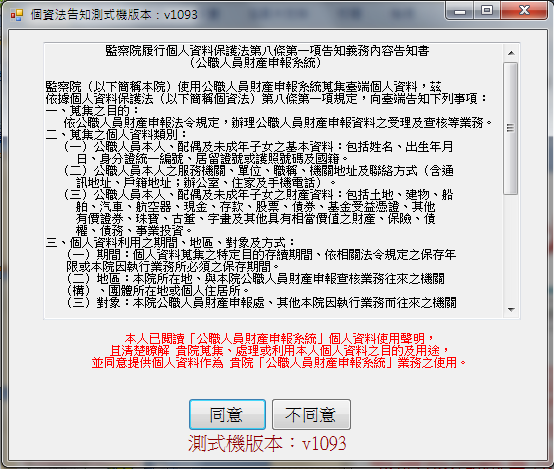 個資法告知測式機版本：v1093
監察院履行個人資料保護法第八條第一項告知義務內容告知書
（公職人員財產申報系統）
監察院（以下簡稱本院）使用公職人員財產申報系統蒐集臺端個人資料，茲
依據個人資料保護法（以下簡稱個資法）第八條第一項規定，向臺端告知下列事項：
一、蒐集之目的：
依公職人員財產申報法令規定，辦理公職人員財產申報資料之受理及查核等業務。
二、蒐集之個人資料類別：
（一）公職人員本人、配偶及未成年子女之基本資料：包括姓名、出生年月
日、身分證統一編號、居留證號或護照號碼及國籍。
（二）公職人員本人之服務機關、單位、職稱、機關地址及聯絡方式（含通
訊地址、戶籍地址；辦公室、住家及手機電話）。
（三）公職人員本人、配偶及未成年子女之財產資料：包括土地、建物、船
舶、汽車、航空器、現金、存款、股票、債券、基金受益憑證、其他
有價證券、珠寶、古董、字畫及其他具有相當價值之財產、保險、債
權、債務、事業投資。
三、個人資料利用之期間、地區、對象及方式：
（一）期間：個人資料蒐集之特定目的存續期間、依相關法令規定之保存年
限或本院因執行業務所必須之保存期間。
（二）地區：本院所在地、與本院公職人員財產申報查核業務往來之機關
（構）、團體所在地或個人住居所。
（三）對象：本院公職人員財產申報處、其他本院因執行業務而往來之機關
本人已閱讀「公職人員財產申報系統」個人資料使用聲明，
且清楚瞭解 貴院蒐集、處理或利用本人個人資料之目的及用途，
並同意提供個人資料作為 貴院「公職人員財產申報系統」業務之使用。
同意 不同意
測式機版本：v1093